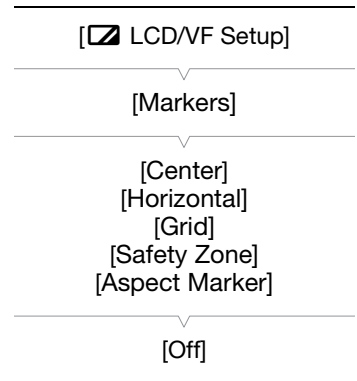 [LCD/VF Setup]
[Markers]
[Center]
[Horizontal]
[Grid]
[Safety Zone]
[Aspect Marker]
[Off]